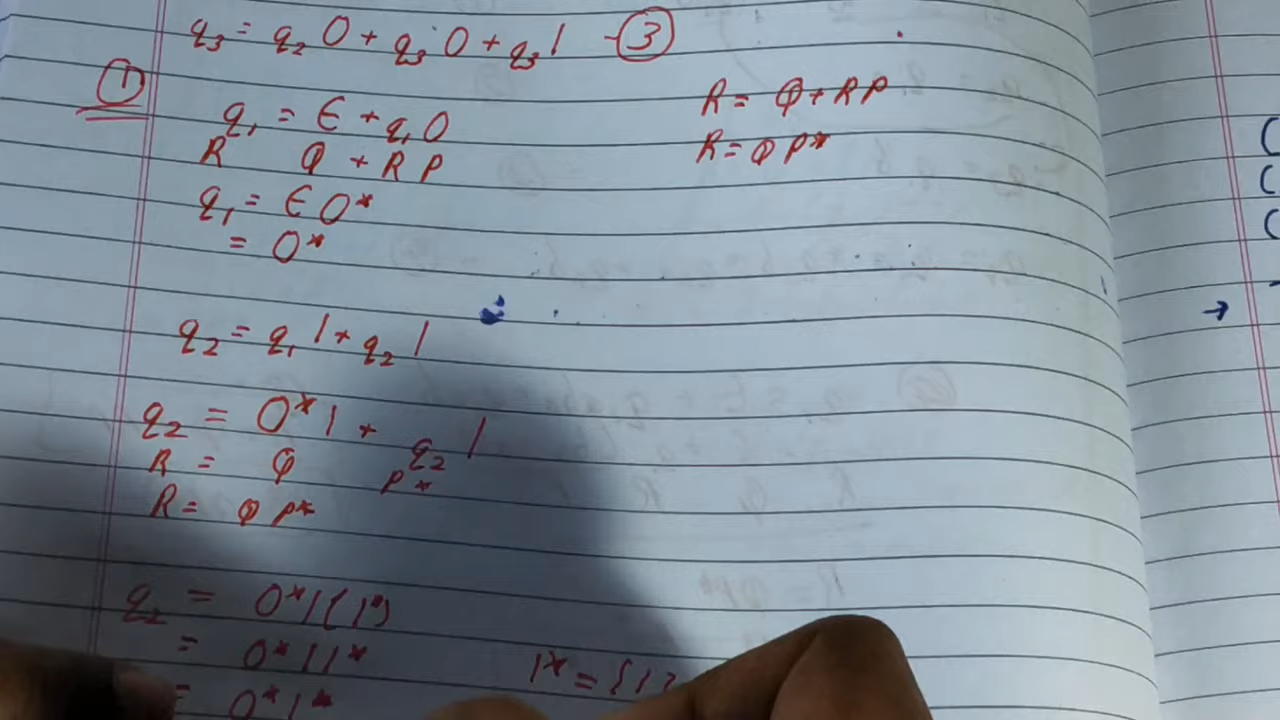 q3 = q2 0 + q3 0 + q3 1 - ③
①
q1 = ϵ + q1 0
R Q + R P
R = Q + RP
R = QP*
q1 = ϵ 0*
= 0*
q2 = q1 1 + q2 1
q2 = 0* 1 + q2 1
R = Q P*
R = Q P*
q2 = 0* 1 (1*)
= 0* 1 1*
1* = { 1 }
= 0* 1*